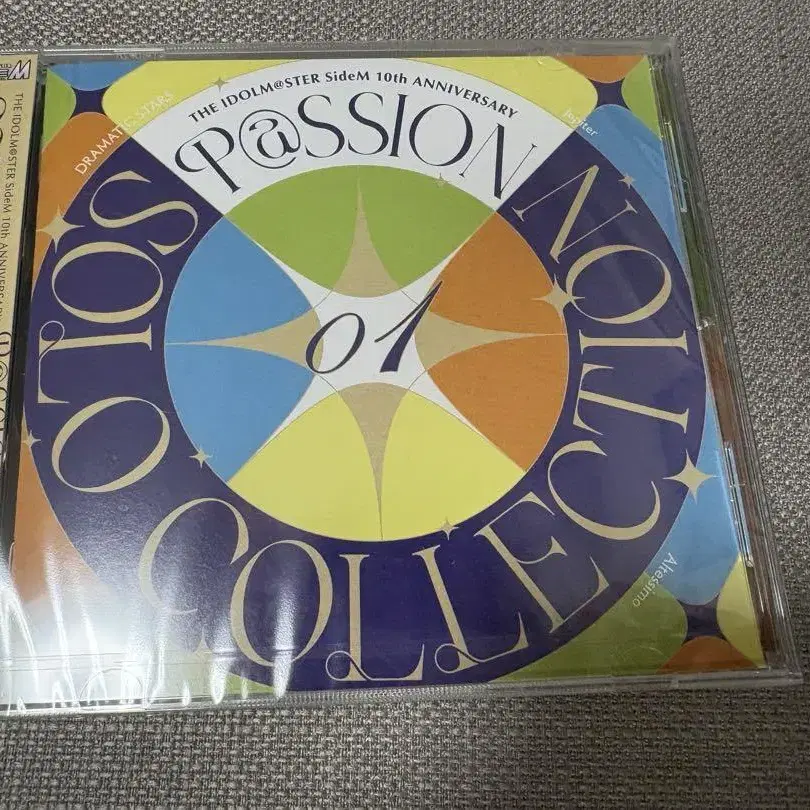 THE IDOLM@STER SideM 10th ANNIVERSARY
P@SSION
DRAMATIC STARS
Jupiter
SOLO COLLECTION
01
Altessimo
THE IDOLM@STER SideM 10th ANNIVERSARY